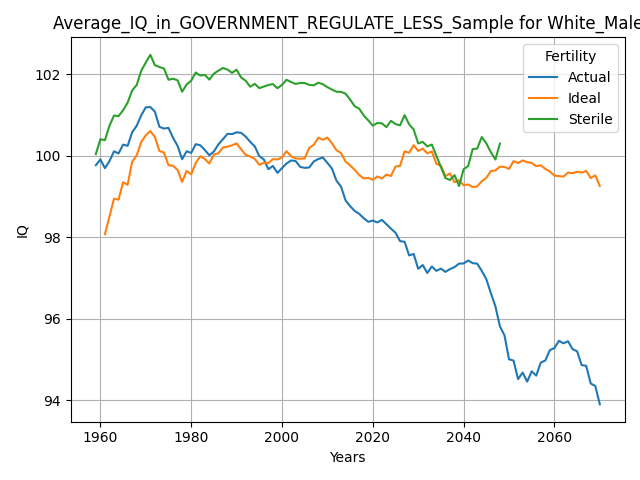 Average_IQ_in_GOVERNMENT_REGULATE_LESS_Sample for White_Male
Fertility
Actual
Ideal
Sterile
IQ
102
100
98
96
94
1960
1980
2000
2020
2040
2060
Years